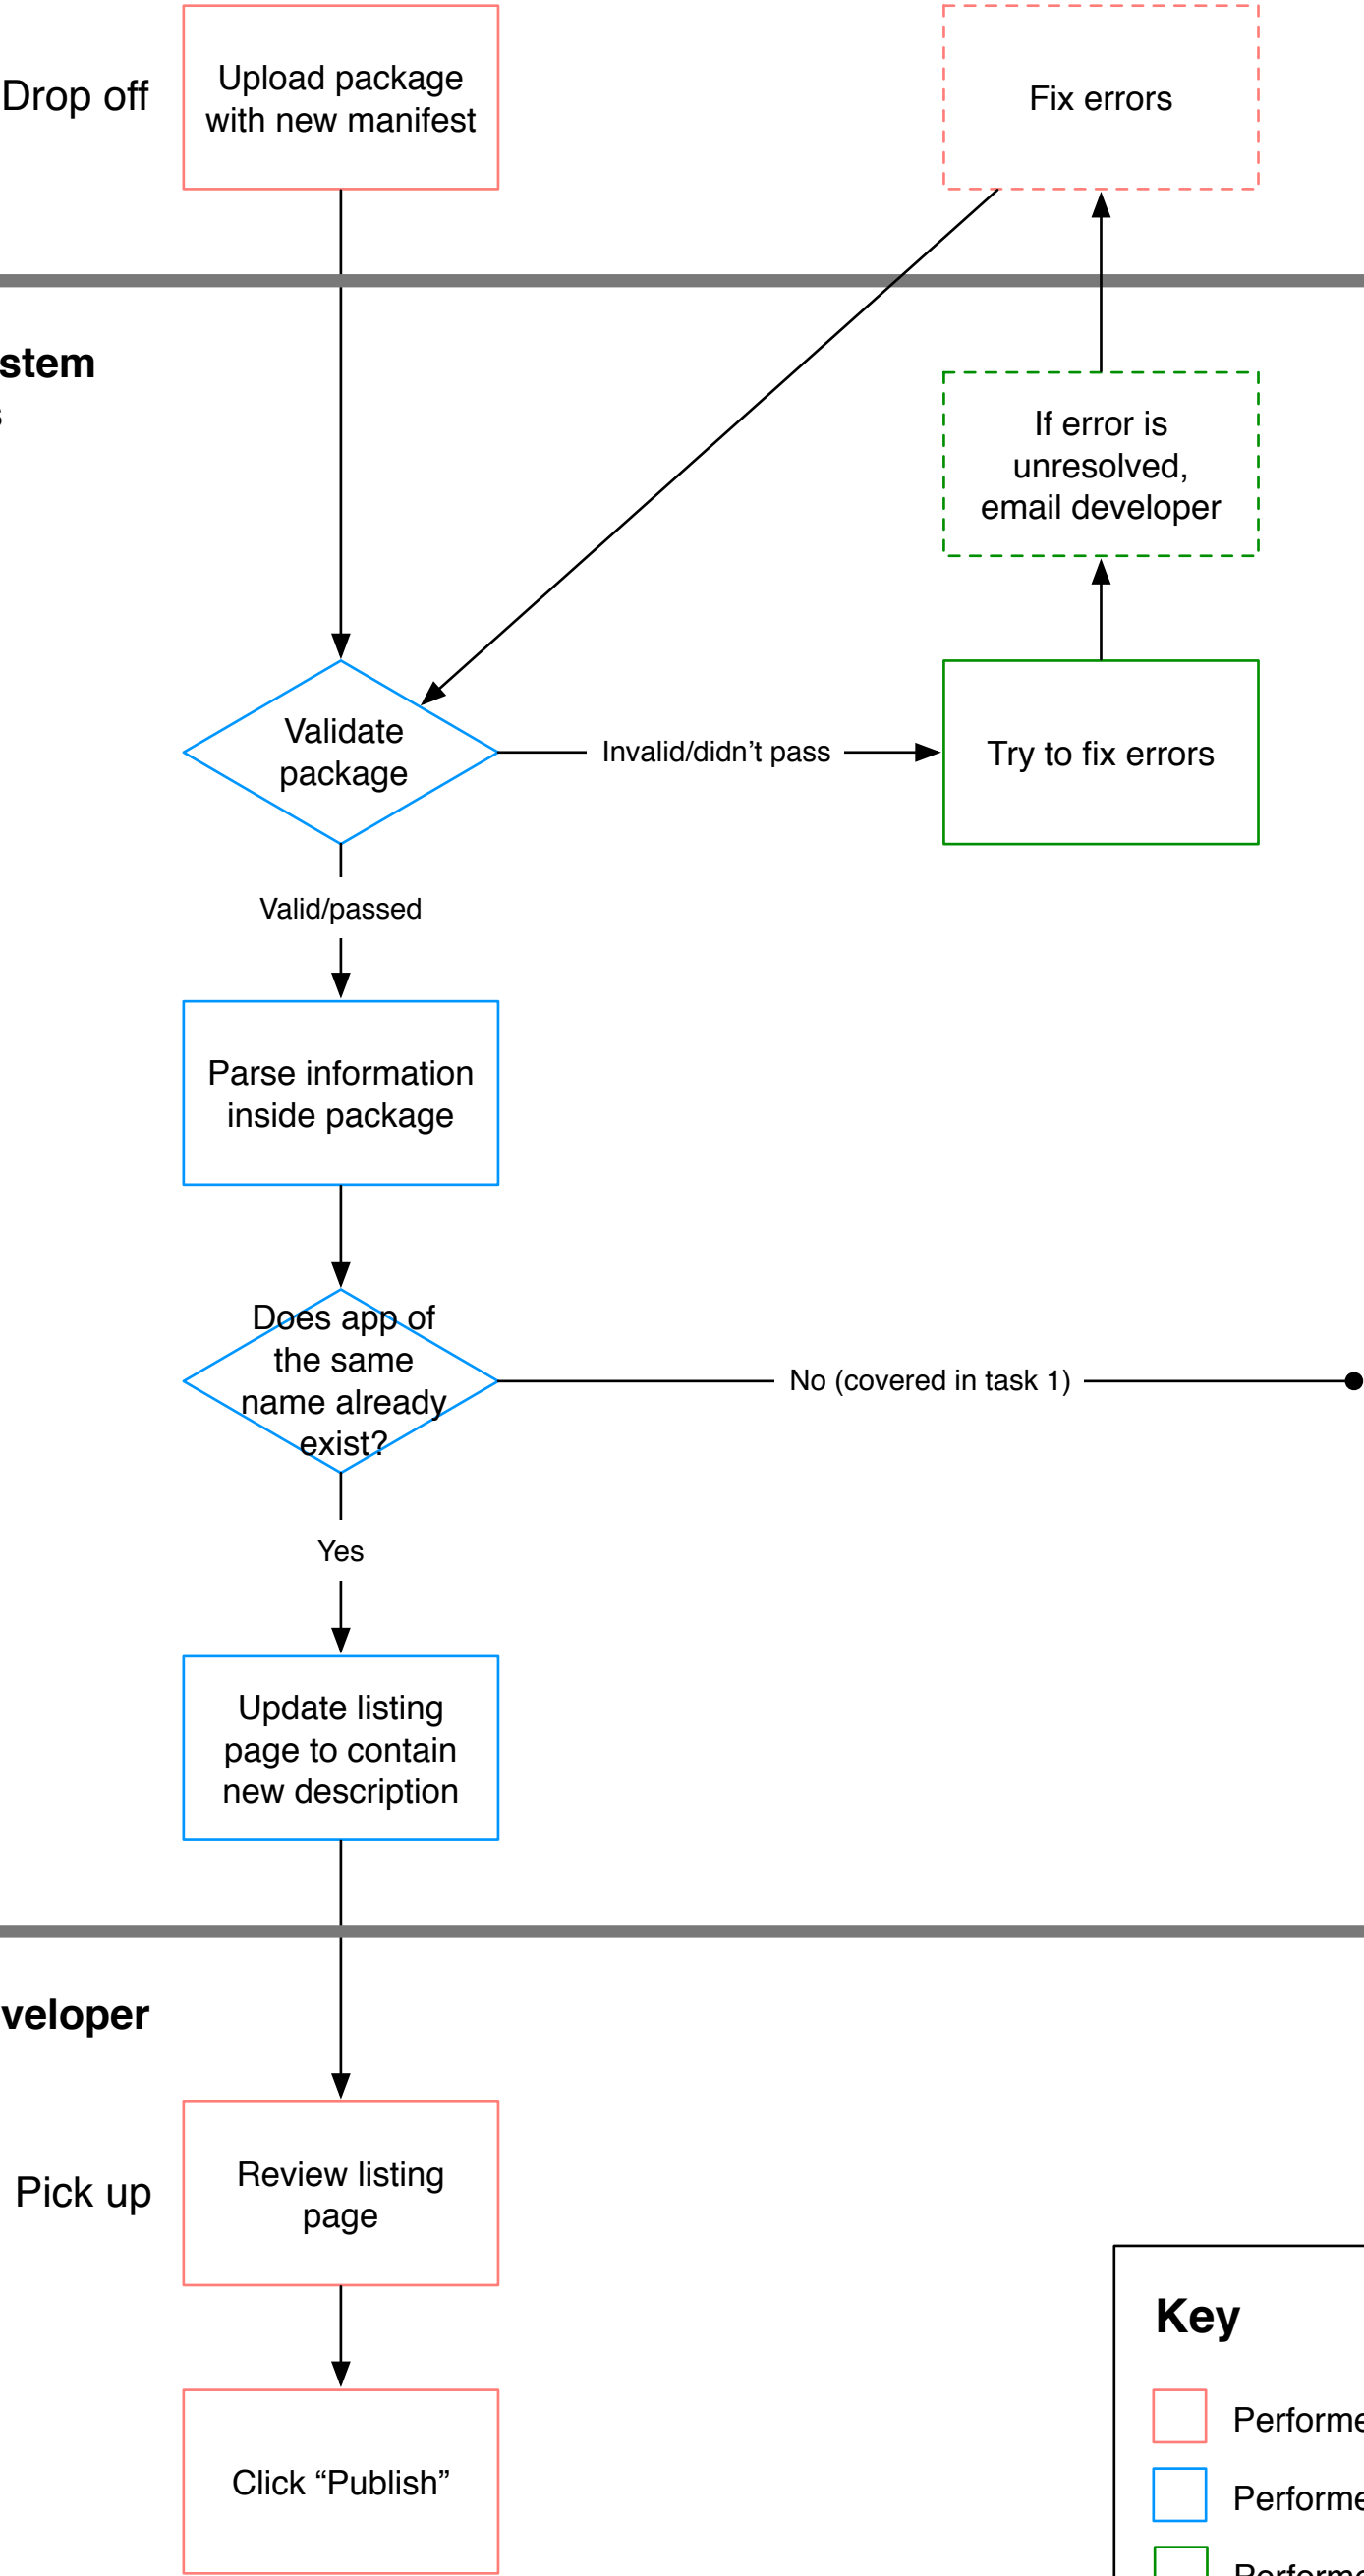 Drop off
Upload package
with new manifest
Fix errors
stem
s
If error is
unresolved,
email developer
Validate
package
Invalid/didn’t pass
Try to fix errors
Valid/passed
Parse information
inside package
Does app of
the same
name already
exist?
No (covered in task 1)
Yes
Update listing
page to contain
new description
veloper
Pick up
Review listing
page
Click “Publish”
Key
Performe
Performe
Performe